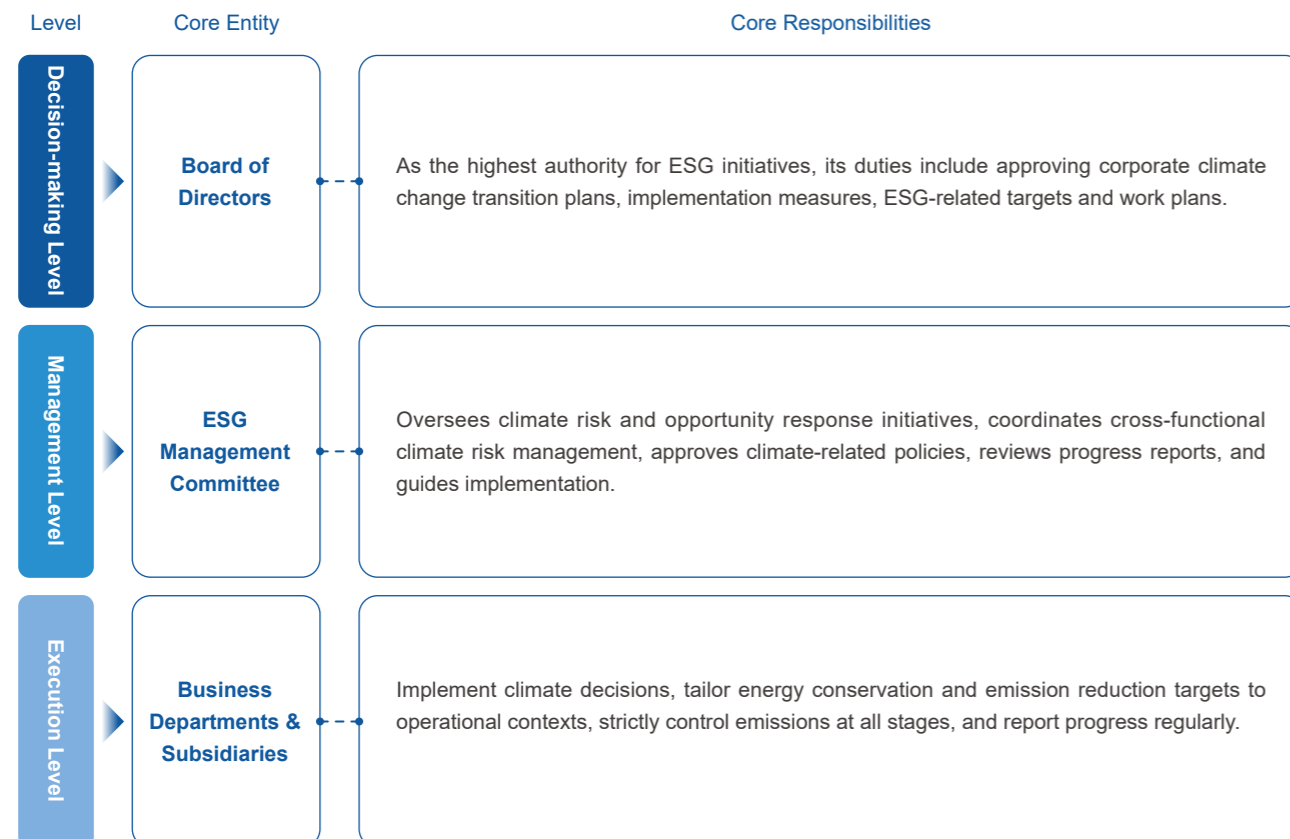 Level
Core Entity
Core Responsibilities
Decision-making Level
Board of
Directors
As the highest authority for ESG initiatives, its duties include approving corporate climate
change transition plans, implementation measures, ESG-related targets and work plans.
Management Level
ESG
Management
Committee
Oversees climate risk and opportunity response initiatives, coordinates cross-functional
climate risk management, approves climate-related policies, reviews progress reports, and
guides implementation.
Execution Level
Business
Departments &
Subsidiaries
Implement climate decisions, tailor energy conservation and emission reduction targets to
operational contexts, strictly control emissions at all stages, and report progress regularly.